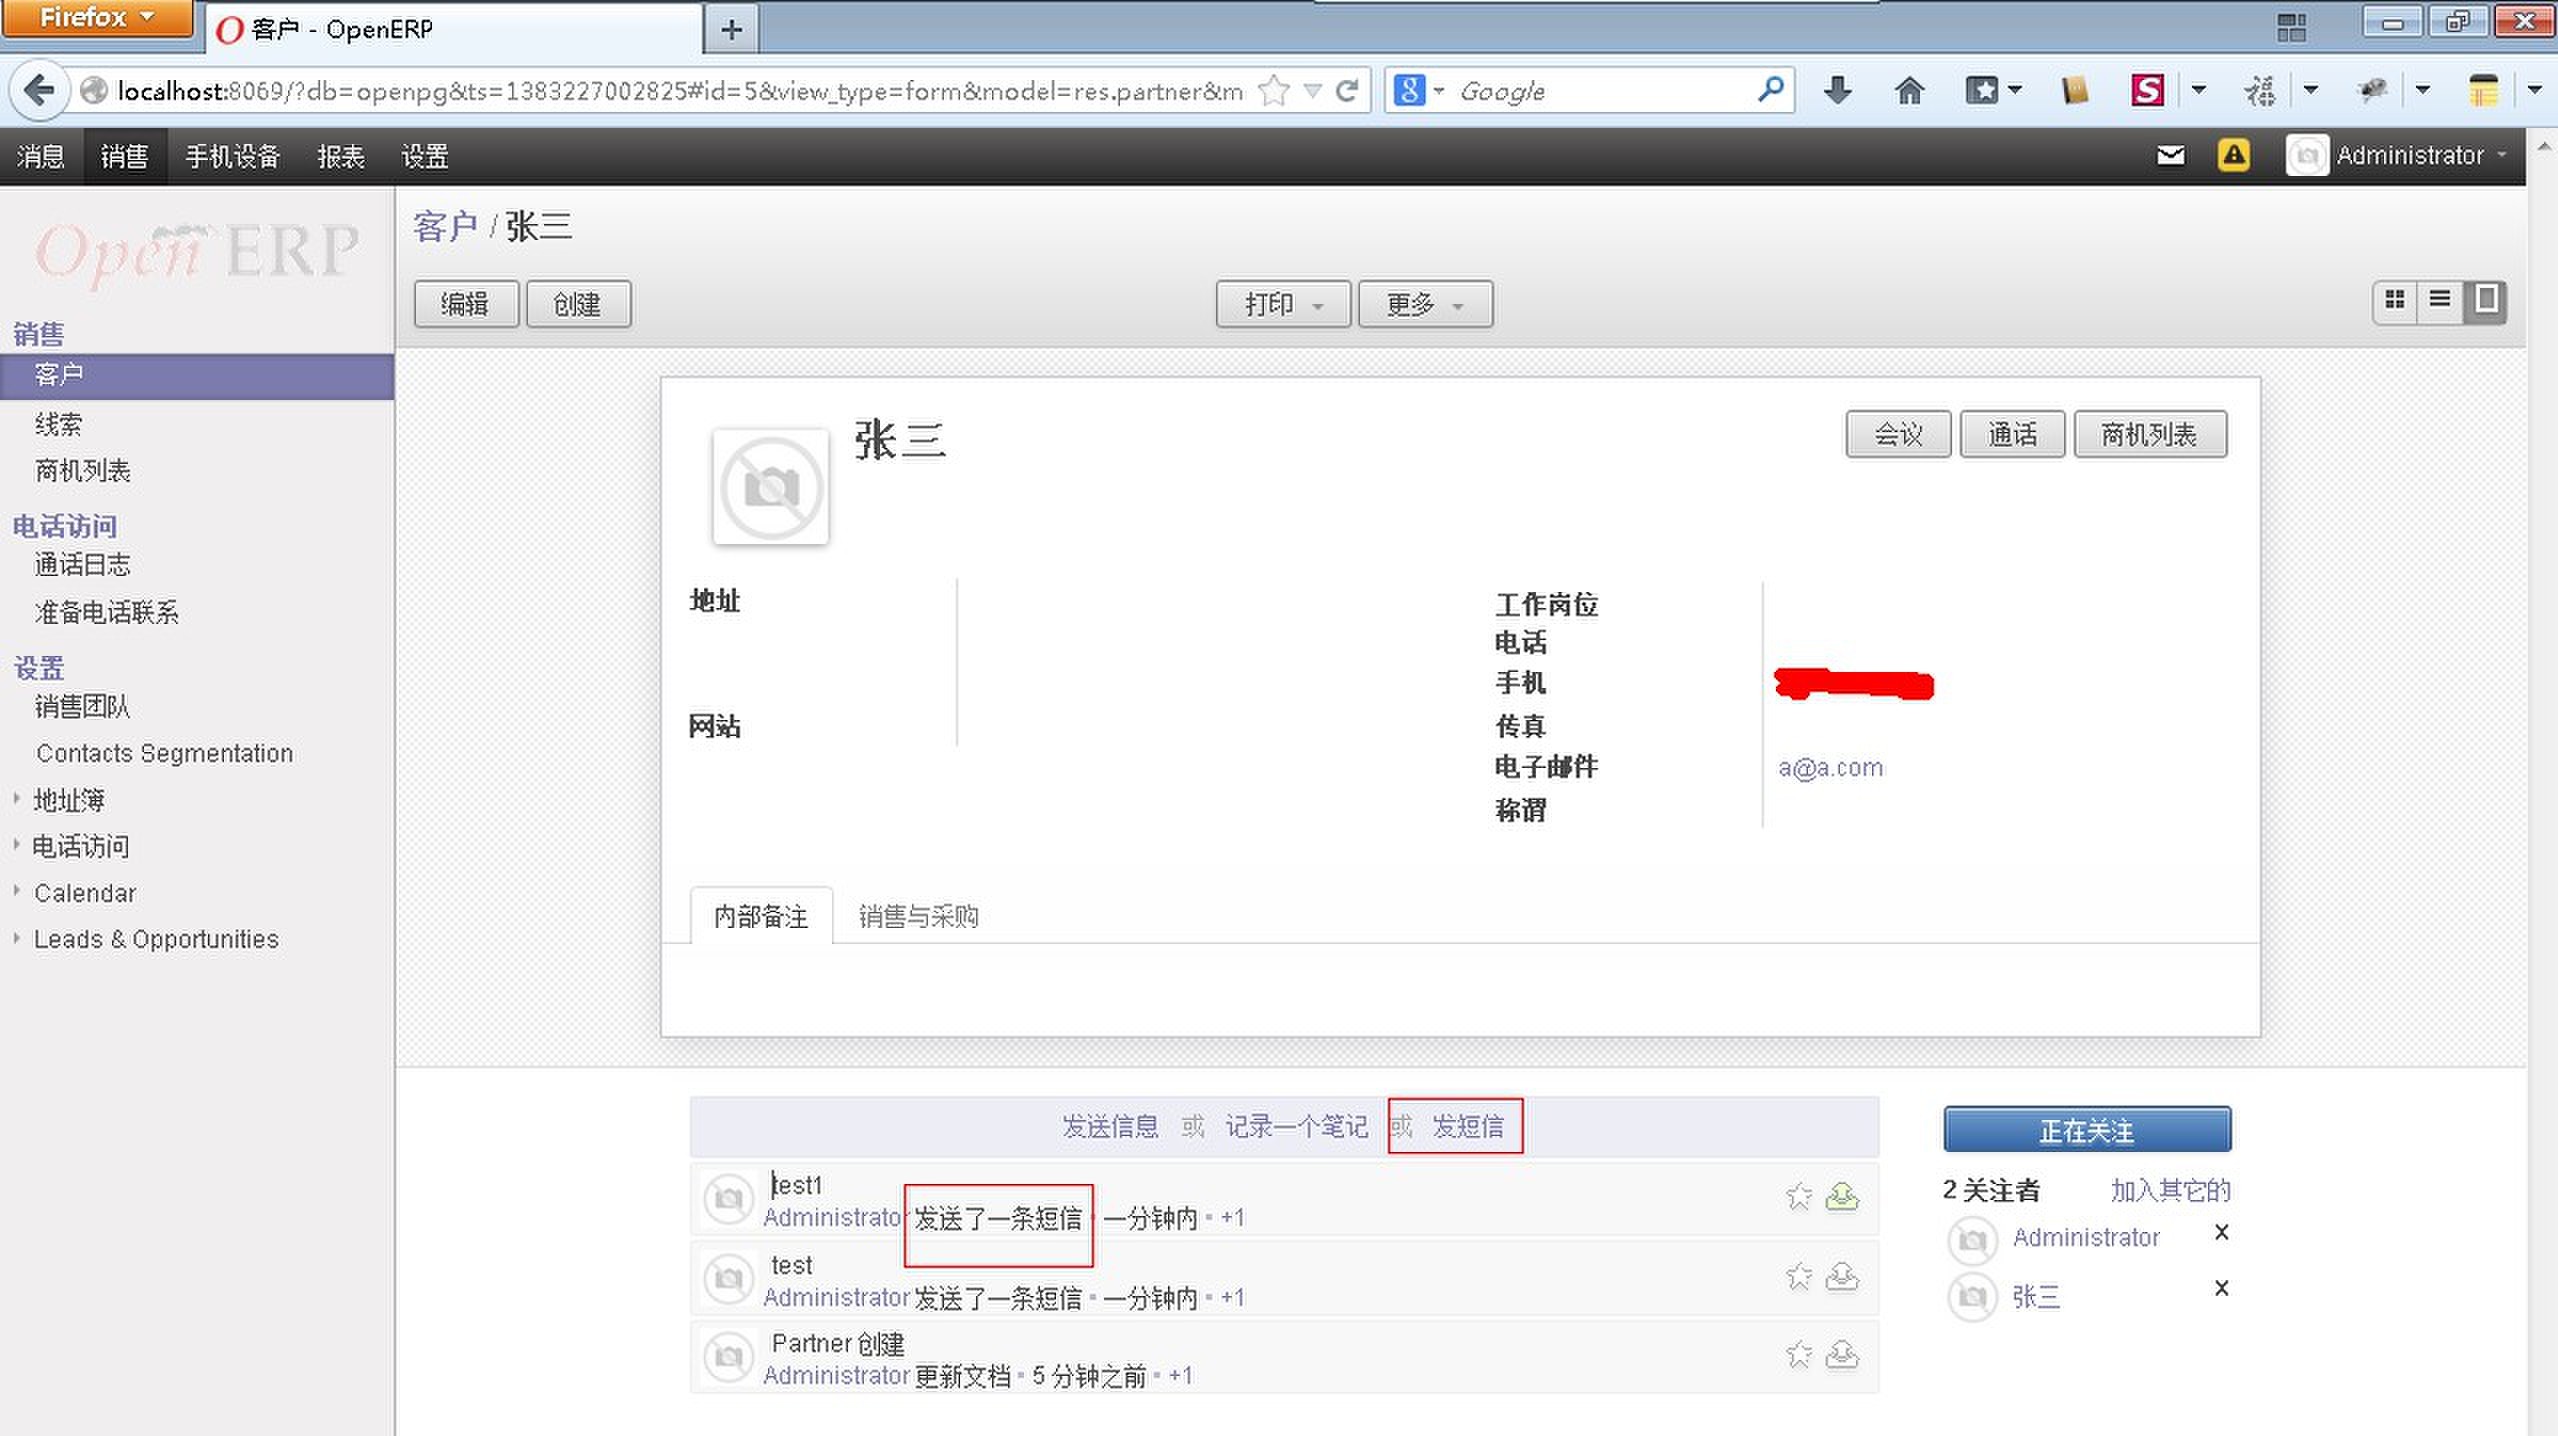 Firefox
客户 - OpenERP
localhost:8069/?db=openpg&ts=1383227002825#id=5&view_type=form&model=res.partner&m
Google
消息 销售 手机设备 报表 设置
Administrator
Open ERP
客户 / 张三
编辑 创建 打印 更多
销售
客户
线索
商机列表
电话访问
通话日志
准备电话联系
设置
销售团队
Contacts Segmentation
地址簿
电话访问
Calendar
Leads & Opportunities
张三
会议 通话 商机列表
地址
网站
工作岗位
电话
手机
传真
电子邮件 a@a.com
称谓
内部备注 销售与采购
发送信息 或 记录一个笔记 或 发短信
test1
Administrator 发送了一条短信 • 一分钟内 • +1
test
Administrator 发送了一条短信 • 一分钟内 • +1
Partner 创建
Administrator 更新文档 • 5 分钟之前 • +1
正在关注
2 关注者 加入其它的
Administrator x
张三 x